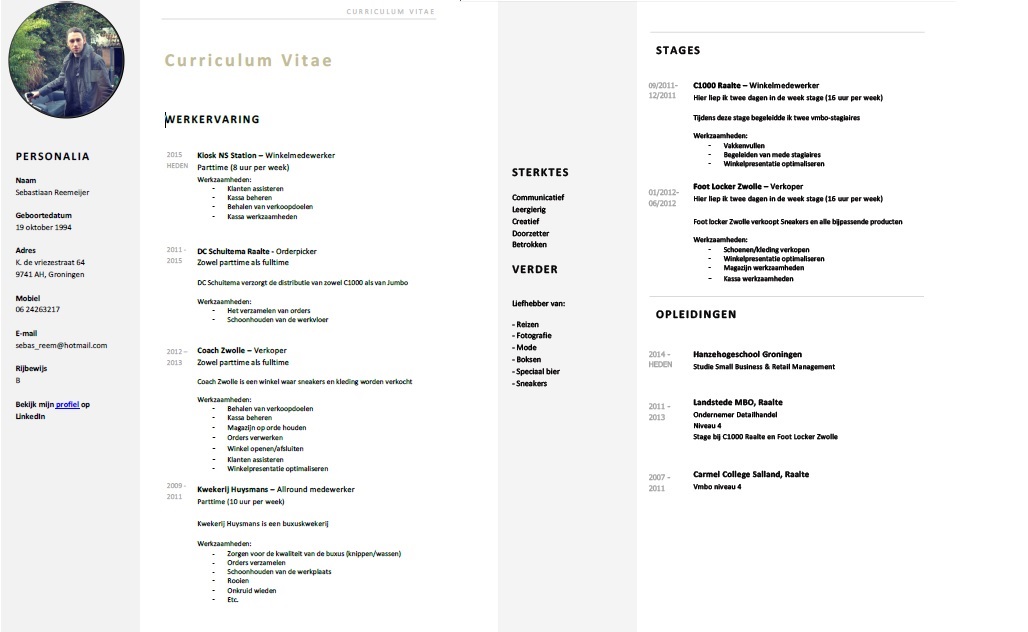 CURRICULUM VITAE
Curriculum Vitae
PERSONALIA
Naam
Sebastiaan Reemeijer
Geboortedatum
19 oktober 1994
Adres
K. de vriezestraat 64
9741 AH, Groningen
Mobiel
06 24263217
E-mail
sebas_reem@hotmail.com
Rijbewijs
B
Bekijk mijn profiel op
LinkedIn
WERKERVARING
2015 Kiosk NS Station – Winkelmedewerker
HEDEN Parttime (8 uur per week)
Werkzaamheden:
- Klanten assisteren
- Kassa beheren
- Behalen van verkoopdoelen
- Kassa werkzaamheden
2011 - DC Schuitema Raalte - Orderpicker
2015 Zowel parttime als fulltime
DC Schuitema verzorgt de distributie van zowel C1000 als van Jumbo
Werkzaamheden:
- Het verzamelen van orders
- Schoonhouden van de werkvloer
2012 – Coach Zwolle – Verkoper
2013 Zowel parttime als fulltime
Coach Zwolle is een winkel waar sneakers en kleding worden verkocht
Werkzaamheden:
- Behalen van verkoopdoelen
- Kassa beheren
- Magazijn op orde houden
- Orders verwerken
- Winkel openen/afsluiten
- Klanten assisteren
- Winkelpresentatie optimaliseren
2009 - Kwekerij Huysmans – Allround medewerker
2011 Parttime (10 uur per week)
Kwekerij Huysmans is een buxuskwekerij
Werkzaamheden:
- Zorgen voor de kwaliteit van de buxus (knippen/wassen)
- Orders verzamelen
- Schoonhouden van de werkplaats
- Rooien
- Onkruid wieden
- Etc.
STERKTES
Communicatief
Leergierig
Creatief
Doorzetter
Betrokken
VERDER
Liefhebber van:
- Reizen
- Fotografie
- Mode
- Boksen
- Speciaal bier
- Sneakers
STAGES
09/2011- C1000 Raalte – Winkelmedewerker
12/2011 Hier liep ik twee dagen in de week stage (16 uur per week)
Tijdens deze stage begeleidde ik twee vmbo-stagiaires
Werkzaamheden:
- Vakkenvullen
- Begeleiden van mede stagiaires
- Winkelpresentatie optimaliseren
01/2012- Foot Locker Zwolle – Verkoper
06/2012 Hier liep ik twee dagen in de week stage (16 uur per week)
Foot locker Zwolle verkoopt Sneakers en alle bijpassende producten
Werkzaamheden:
- Schoenen/kleding verkopen
- Winkelpresentatie optimaliseren
- Magazijn werkzaamheden
- Kassa werkzaamheden
OPLEIDINGEN
2014 - Hanzehogeschool Groningen
HEDEN Studie Small Business & Retail Management
2011 – Landstede MBO, Raalte
2013 Ondernemer Detailhandel
Niveau 4
Stage bij C1000 Raalte en Foot Locker Zwolle
2007 - Carmel College Salland, Raalte
2011 Vmbo niveau 4